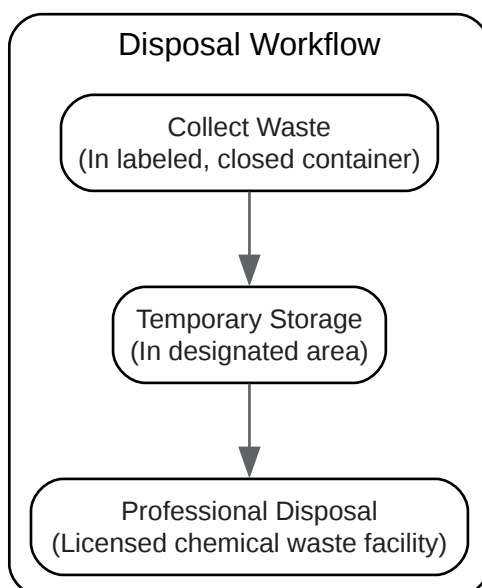 Disposal Workflow
Collect Waste
(In labeled, closed container)
Temporary Storage
(In designated area)
Professional Disposal
(Licensed chemical waste facility)